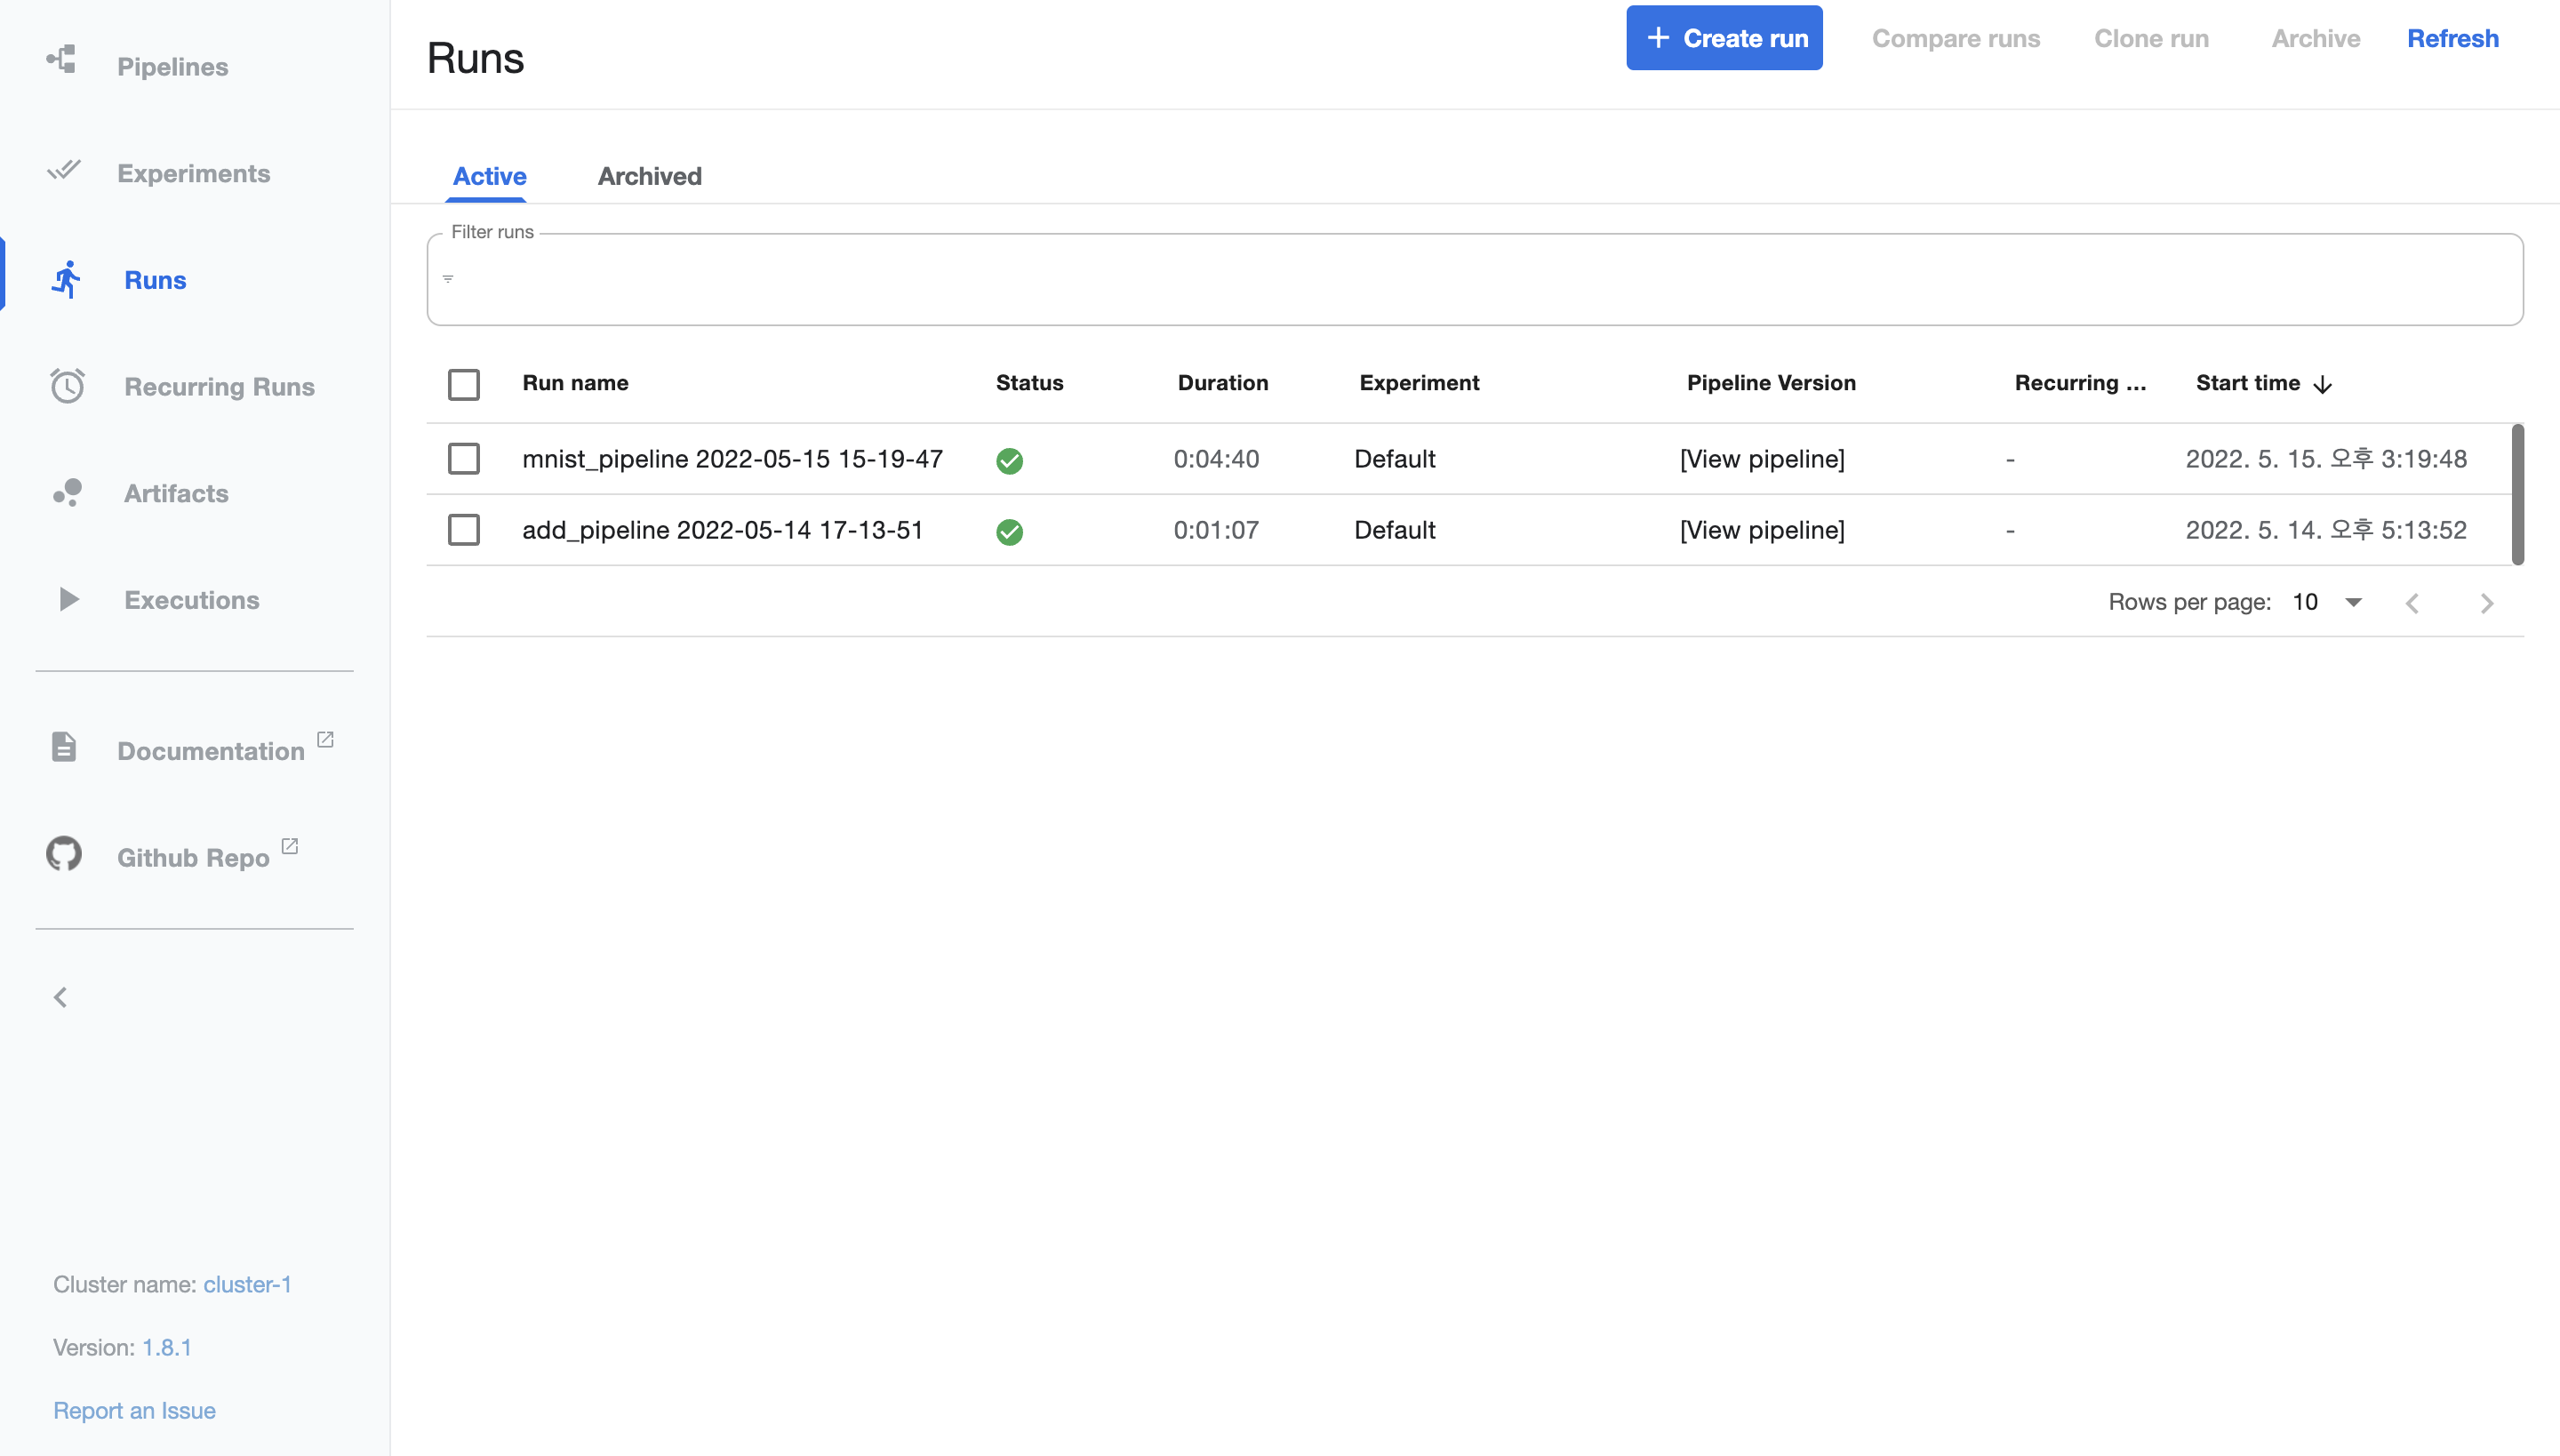 Pipelines
Experiments
Runs
Recurring Runs
Artifacts
Executions
Documentation
Github Repo
Cluster name: cluster-1
Version: 1.8.1
Report an Issue
Runs
+ Create run Compare runs Clone run Archive Refresh
Active Archived
Filter runs
Run name Status Duration Experiment Pipeline Version Recurring ... Start time ↓
mnist_pipeline 2022-05-15 15-19-47 0:04:40 Default [View pipeline] - 2022. 5. 15. 오후 3:19:48
add_pipeline 2022-05-14 17-13-51 0:01:07 Default [View pipeline] - 2022. 5. 14. 오후 5:13:52
Rows per page: 10